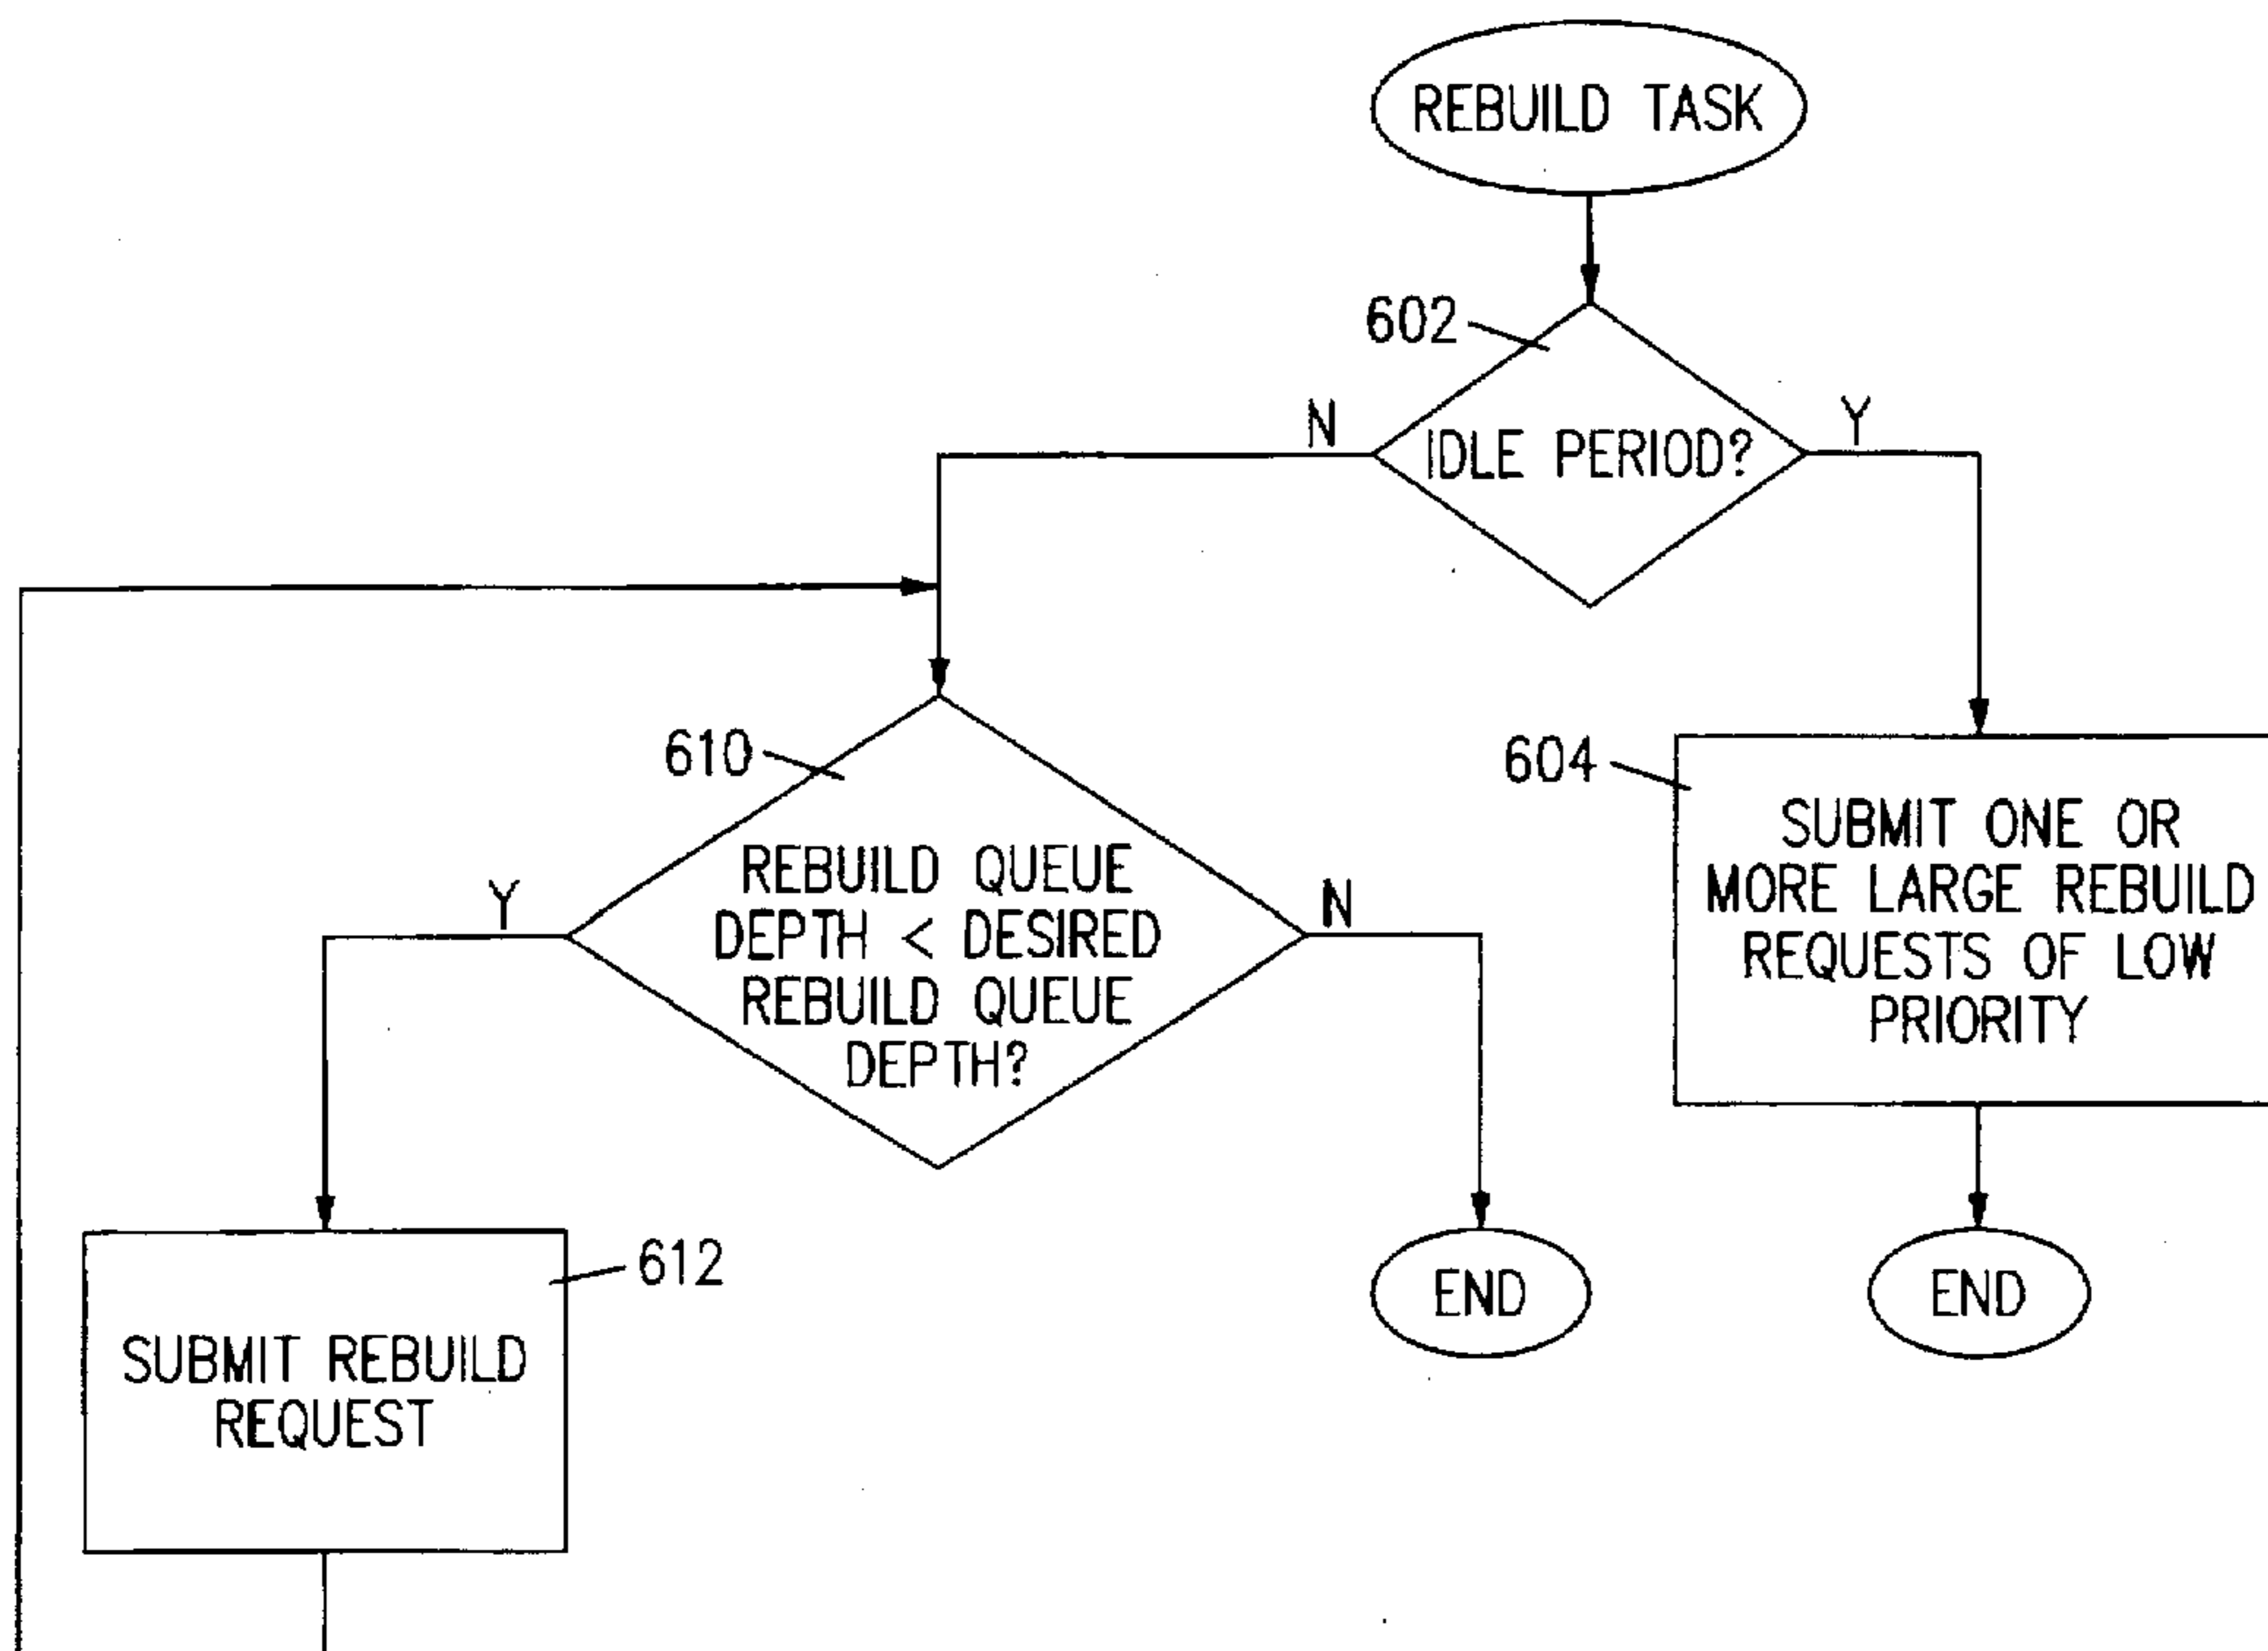 REBUILD TASK
602
N
Y
IDLE PERIOD?
610
604
SUBMIT ONE OR
MORE LARGE REBUILD
REQUESTS OF LOW
PRIORITY
Y
N
REBUILD QUEUE
DEPTH < DESIRED
REBUILD QUEUE
DEPTH?
612
SUBMIT REBUILD
REQUEST
END
END